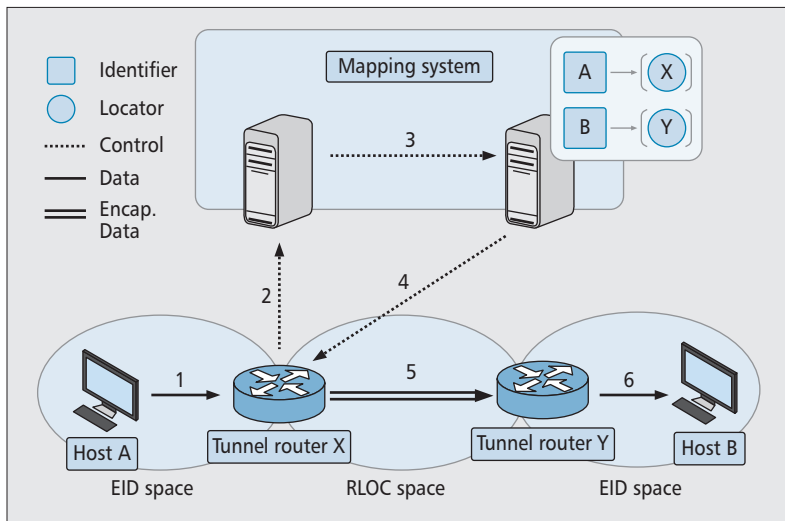 Identifier
Locator
Control
Data
Encap.
Data
Mapping system
A
X
B
Y
3
2
4
1
5
6
Host A
Tunnel router X
Tunnel router Y
Host B
EID space
RLOC space
EID space